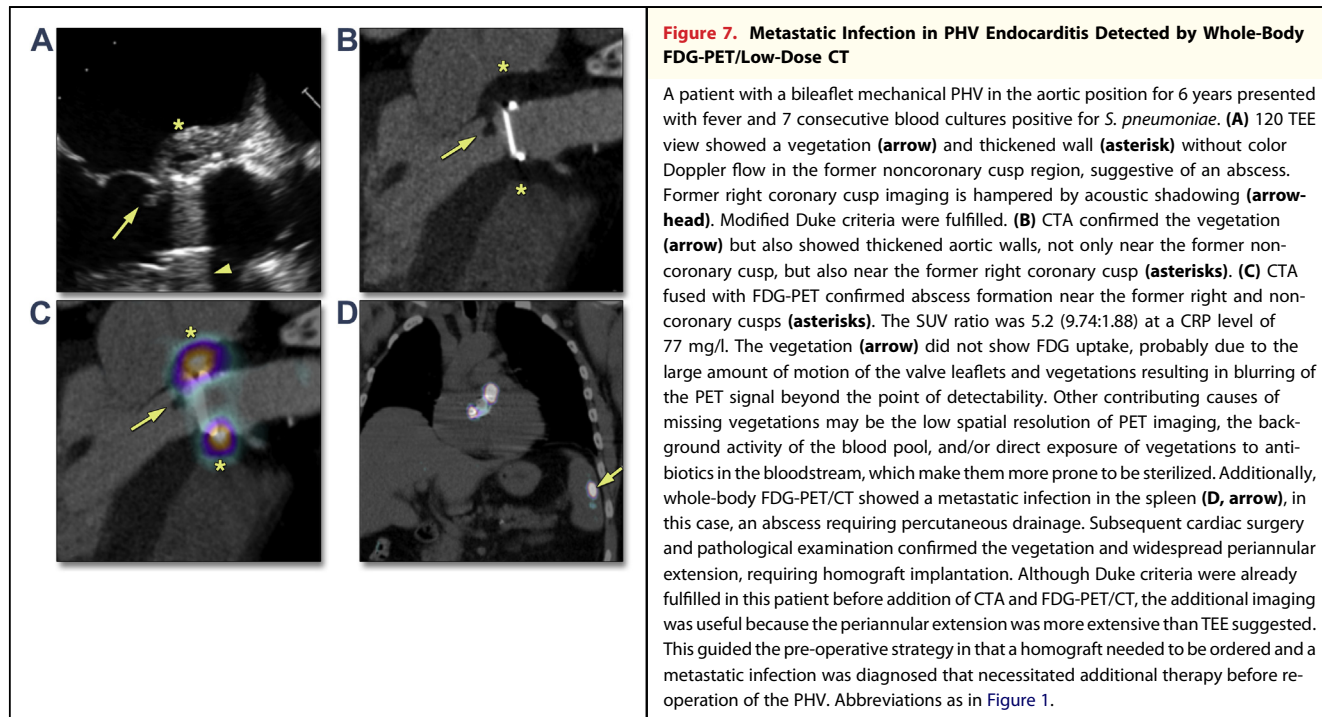 A
B
C
D
Figure 7. Metastatic Infection in PHV Endocarditis Detected by Whole-Body
FDG-PET/Low-Dose CT
A patient with a bileaflet mechanical PHV in the aortic position for 6 years presented
with fever and 7 consecutive blood cultures positive for S. pneumoniae. (A) 120 TEE
view showed a vegetation (arrow) and thickened wall (asterisk) without color
Doppler flow in the former noncoronary cusp region, suggestive of an abscess.
Former right coronary cusp imaging is hampered by acoustic shadowing (arrow-
head). Modified Duke criteria were fulfilled. (B) CTA confirmed the vegetation
(arrow) but also showed thickened aortic walls, not only near the former non-
coronary cusp, but also near the former right coronary cusp (asterisks). (C) CTA
fused with FDG-PET confirmed abscess formation near the former right and non-
coronary cusps (asterisks). The SUV ratio was 5.2 (9.74:1.88) at a CRP level of
77 mg/l. The vegetation (arrow) did not show FDG uptake, probably due to the
large amount of motion of the valve leaflets and vegetations resulting in blurring of
the PET signal beyond the point of detectability. Other contributing causes of
missing vegetations may be the low spatial resolution of PET imaging, the back-
ground activity of the blood pool, and/or direct exposure of vegetations to anti-
biotics in the bloodstream, which make them more prone to be sterilized. Additionally,
whole-body FDG-PET/CT showed a metastatic infection in the spleen (D, arrow), in
this case, an abscess requiring percutaneous drainage. Subsequent cardiac surgery
and pathological examination confirmed the vegetation and widespread periannular
extension, requiring homograft implantation. Although Duke criteria were already
fulfilled in this patient before addition of CTA and FDG-PET/CT, the additional imaging
was useful because the periannular extension was more extensive than TEE suggested.
This guided the pre-operative strategy in that a homograft needed to be ordered and a
metastatic infection was diagnosed that necessitated additional therapy before re-
operation of the PHV. Abbreviations as in Figure 1.